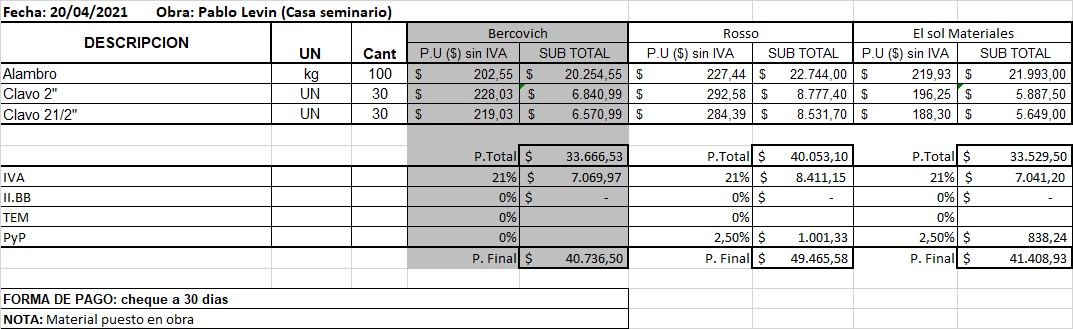 Fecha: 20/04/2021 Obra: Pablo Levin (Casa seminario)
DESCRIPCION UN Cant Bercovich Rosso El sol Materiales
P.U ($) sin IVA SUB TOTAL P.U ($) sin IVA SUB TOTAL P.U ($) sin IVA SUB TOTAL
Alambro kg 100 $ 202,55 $ 20.254,55 $ 227,44 $ 22.744,00 $ 219,93 $ 21.993,00
Clavo 2" UN 30 $ 228,03 $ 6.840,99 $ 292,58 $ 8.777,40 $ 196,25 $ 5.887,50
Clavo 21/2" UN 30 $ 219,03 $ 6.570,99 $ 284,39 $ 8.531,70 $ 188,30 $ 5.649,00
P.Total $ 33.666,53 P.Total $ 40.053,10 P.Total $ 33.529,50
IVA 21% $ 7.069,97 21% $ 8.411,15 21% $ 7.041,20
II.BB 0% $ - 0% $ - 0% $ -
TEM 0% 0% 0%
PyP 0% 2,50% $ 1.001,33 2,50% $ 838,24
P. Final $ 40.736,50 P. Final $ 49.465,58 P. Final $ 41.408,93
FORMA DE PAGO: cheque a 30 dias
NOTA: Material puesto en obra